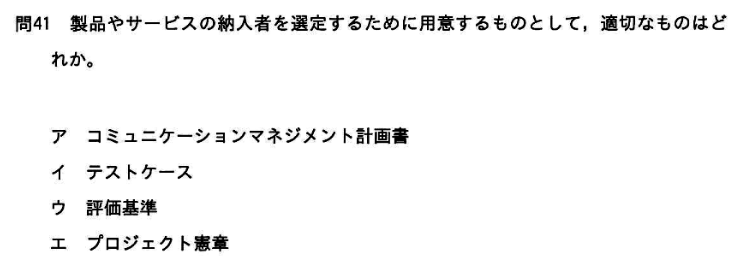 問41　製品やサービスの納入者を選定するために用意するものとして，適切なものはど
れか。
ア　コミュニケーションマネジメント計画書
イ　テストケース
ウ　評価基準
エ　プロジェクト憲章